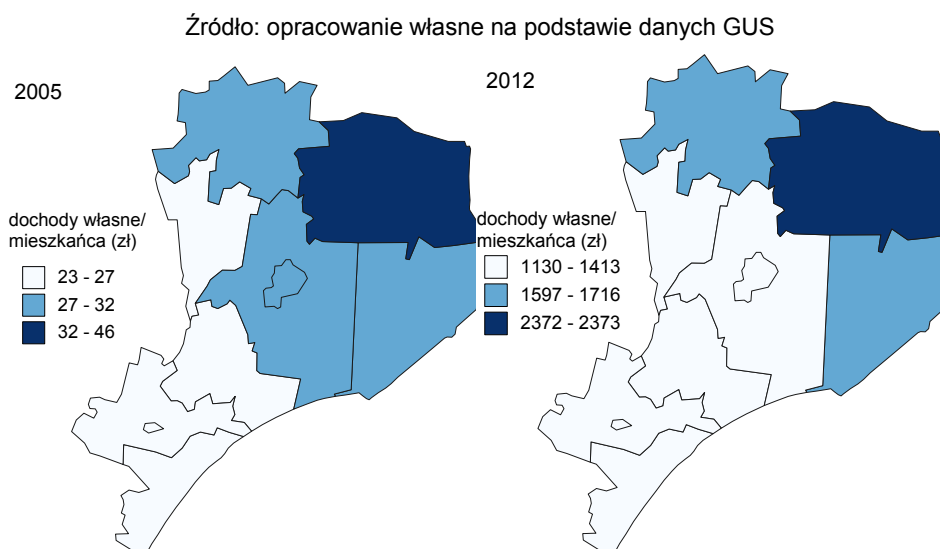 Źródło: opracowanie własne na podstawie danych GUS
2005
dochody własne/
mieszkańca (zł)
23 - 27
27 - 32
32 - 46
2012
dochody własne/
mieszkańca (zł)
1130 - 1413
1597 - 1716
2372 - 2373